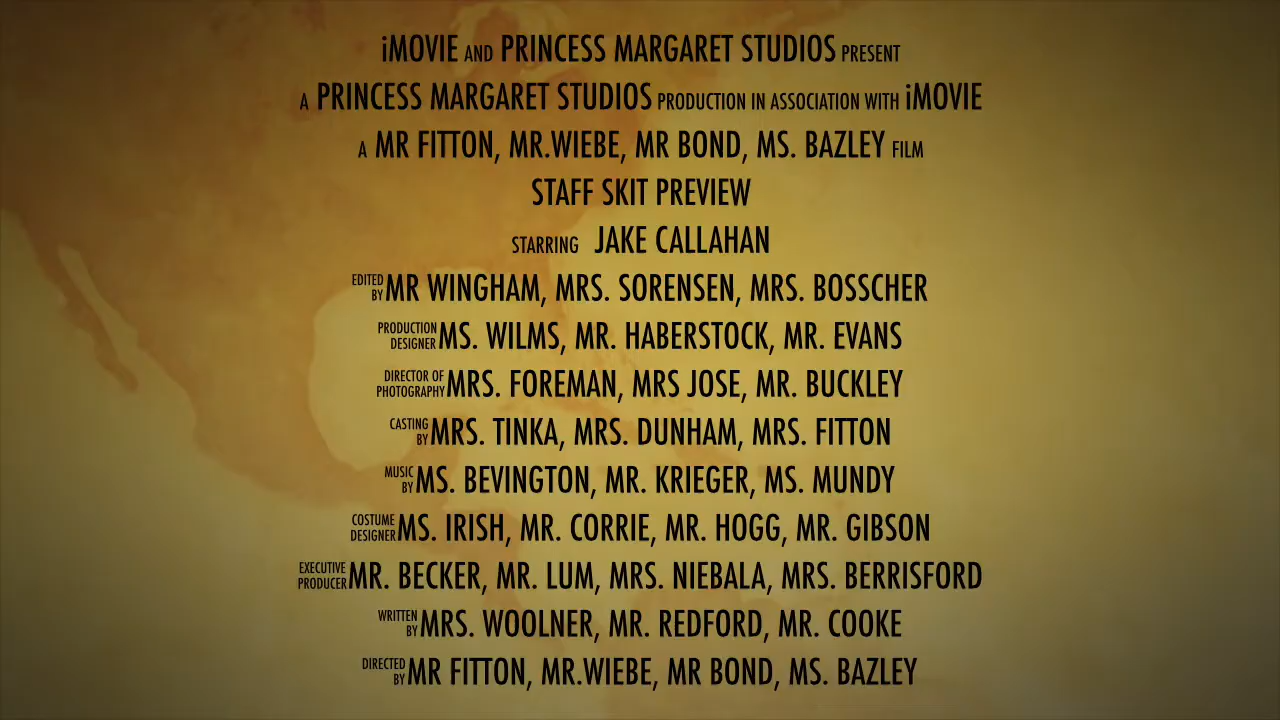 iMOVIE AND PRINCESS MARGARET STUDIOS PRESENT
A PRINCESS MARGARET STUDIOS PRODUCTION IN ASSOCIATION WITH iMOVIE
A MR FITTON, MR.WIEBE, MR BOND, MS. BAZLEY FILM
STAFF SKIT PREVIEW
STARRING JAKE CALLAHAN
EDITED BY MR WINGHAM, MRS. SORENSEN, MRS. BOSSCHER
PRODUCTION DESIGNER MS. WILMS, MR. HABERSTOCK, MR. EVANS
DIRECTOR OF PHOTOGRAPHY MRS. FOREMAN, MRS JOSE, MR. BUCKLEY
CASTING BY MRS. TINKA, MRS. DUNHAM, MRS. FITTON
MUSIC BY MS. BEVINGTON, MR. KRIEGER, MS. MUNDY
COSTUME DESIGNER MS. IRISH, MR. CORRIE, MR. HOGG, MR. GIBSON
EXECUTIVE PRODUCER MR. BECKER, MR. LUM, MRS. NIEBALA, MRS. BERRISFORD
WRITTEN BY MRS. WOOLNER, MR. REDFORD, MR. COOKE
DIRECTED BY MR FITTON, MR.WIEBE, MR BOND, MS. BAZLEY